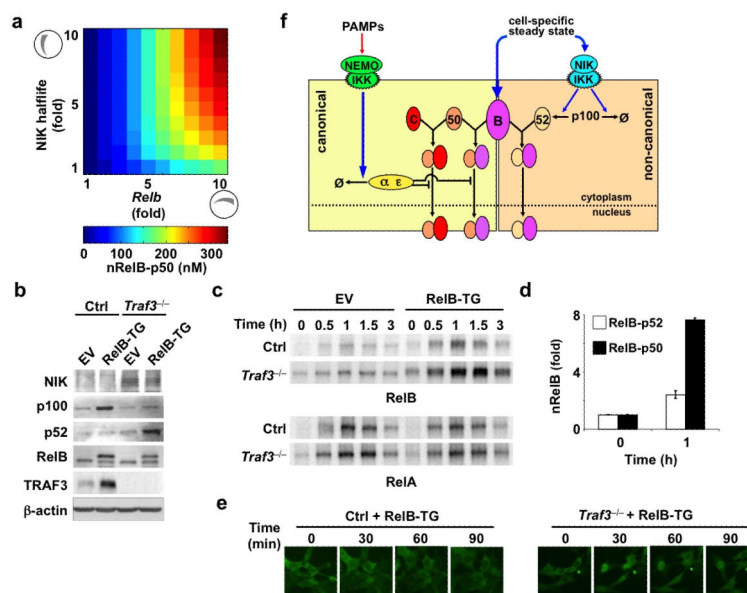 a
10
5
1
NIK halflife
(fold)
1 5 10
Relb
(fold)
0 100 200 300
nRelB-p50 (nM)
f
PAMPs
cell-specific
steady state
NEMO
IKK
NIK
IKK
canonical
non-canonical
C 50 B 52 p100 Ø
Ø α ε
cytoplasm
nucleus
b
Ctrl Traf3–/–
EV RelB-TG EV RelB-TG
NIK
p100
p52
RelB
TRAF3
β-actin
c
EV RelB-TG
Time (h) 0 0.5 1 1.5 3 0 0.5 1 1.5 3
Ctrl
Traf3–/–
RelB
Ctrl
Traf3–/–
RelA
d
nRelB (fold)
8
4
0
RelB-p52
RelB-p50
0 1
Time (h)
e
Time
(min)
Ctrl + RelB-TG
0 30 60 90
Traf3–/– + RelB-TG
0 30 60 90